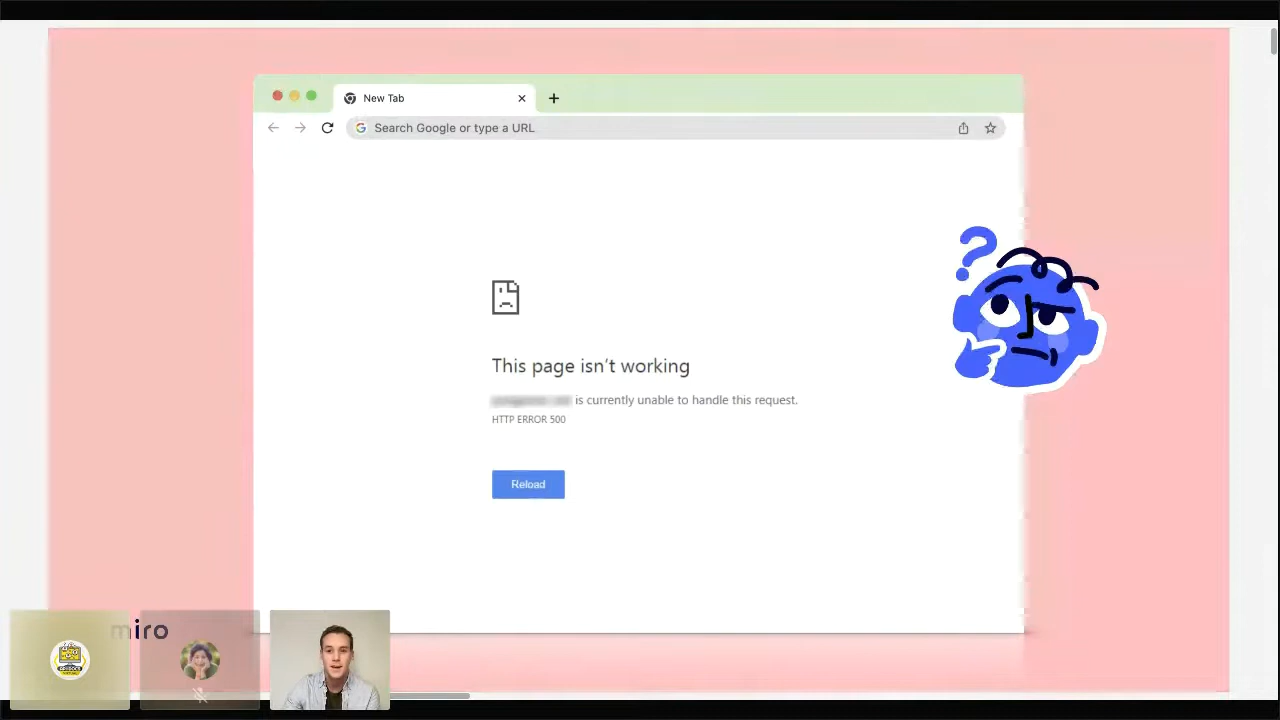 New Tab
Search Google or type a URL
?
This page isn’t working
is currently unable to handle this request.
HTTP ERROR 500
Reload
miro